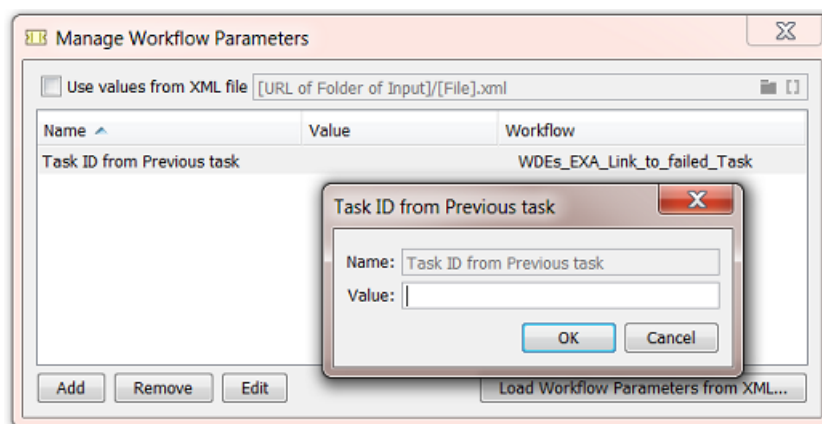 Manage Workflow Parameters
Use values from XML file [URL of Folder of Input]/[File].xml
Name Value Workflow
Task ID from Previous task WDEs_EXA_Link_to_failed_Task
Task ID from Previous task
Name: Task ID from Previous task
Value:
OK Cancel
Add Remove Edit Load Workflow Parameters from XML...